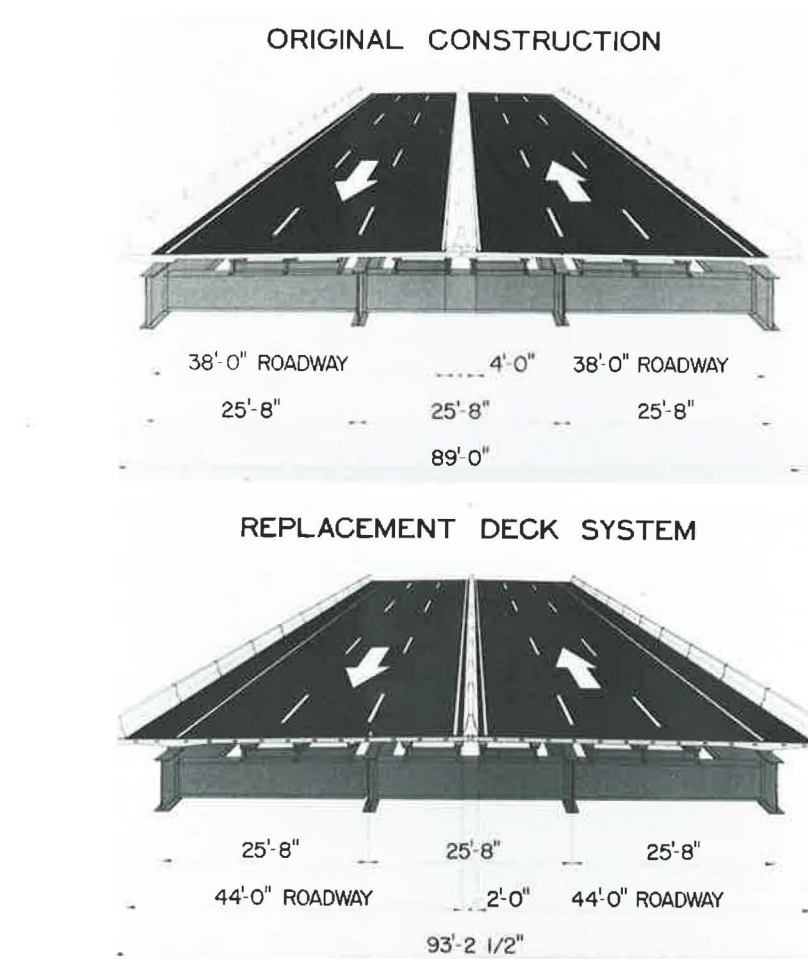 ORIGINAL CONSTRUCTION
38'-0" ROADWAY 4'-0" 38'-0" ROADWAY
25'-8" 25'-8" 25'-8"
89'-0"
REPLACEMENT DECK SYSTEM
25'-8" 25'-8" 25'-8"
44'-0" ROADWAY 2'-0" 44'-0" ROADWAY
93'-2 1/2"